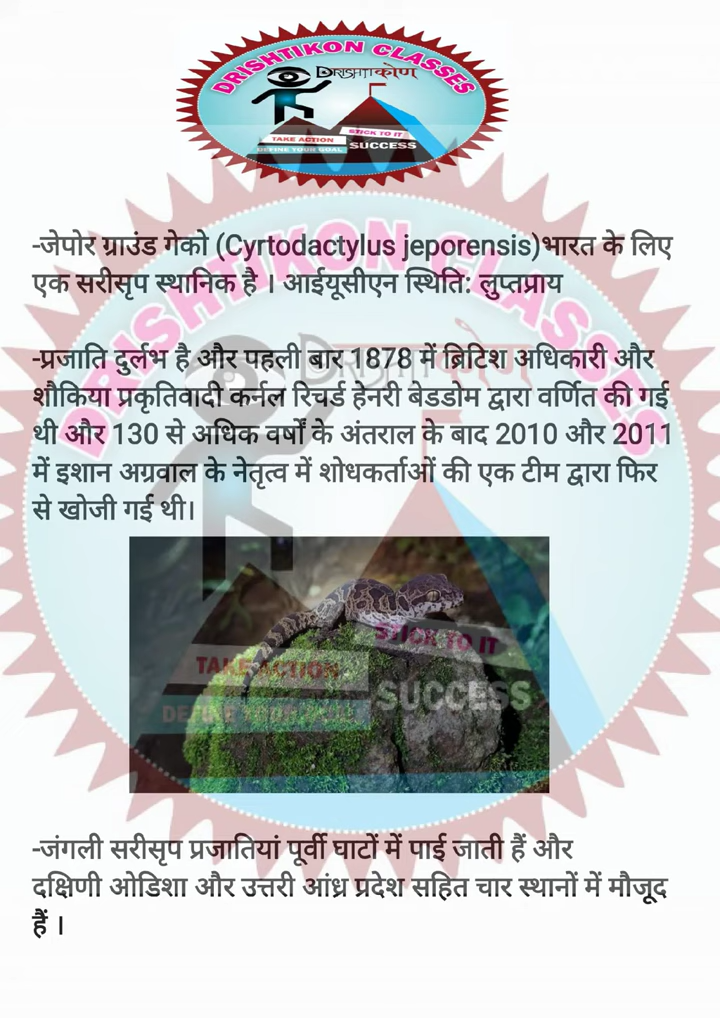 DRISHTIKON CLASSES
DRISHTIकोण
TAKE ACTION
STICK TO IT
DEFINE YOUR GOAL
SUCCESS
-जेपोर ग्राउंड गेको (Cyrtodactylus jeporensis)भारत के लिए
एक सरीसृप स्थानिक है । आईयूसीएन स्थिति: लुप्तप्राय
-प्रजाति दुर्लभ है और पहली बार 1878 में ब्रिटिश अधिकारी और
शौकिया प्रकृतिवादी कर्नल रिचर्ड हेनरी बेडडोम द्वारा वर्णित की गई
थी और 130 से अधिक वर्षों के अंतराल के बाद 2010 और 2011
में इशान अग्रवाल के नेतृत्व में शोधकर्ताओं की एक टीम द्वारा फिर
से खोजी गई थी।
STICK TO IT
TAKE ACTION
SUCCESS
DEFINE YOUR GOAL
-जंगली सरीसृप प्रजातियां पूर्वी घाटों में पाई जाती हैं और
दक्षिणी ओडिशा और उत्तरी आंध्र प्रदेश सहित चार स्थानों में मौजूद
हैं ।